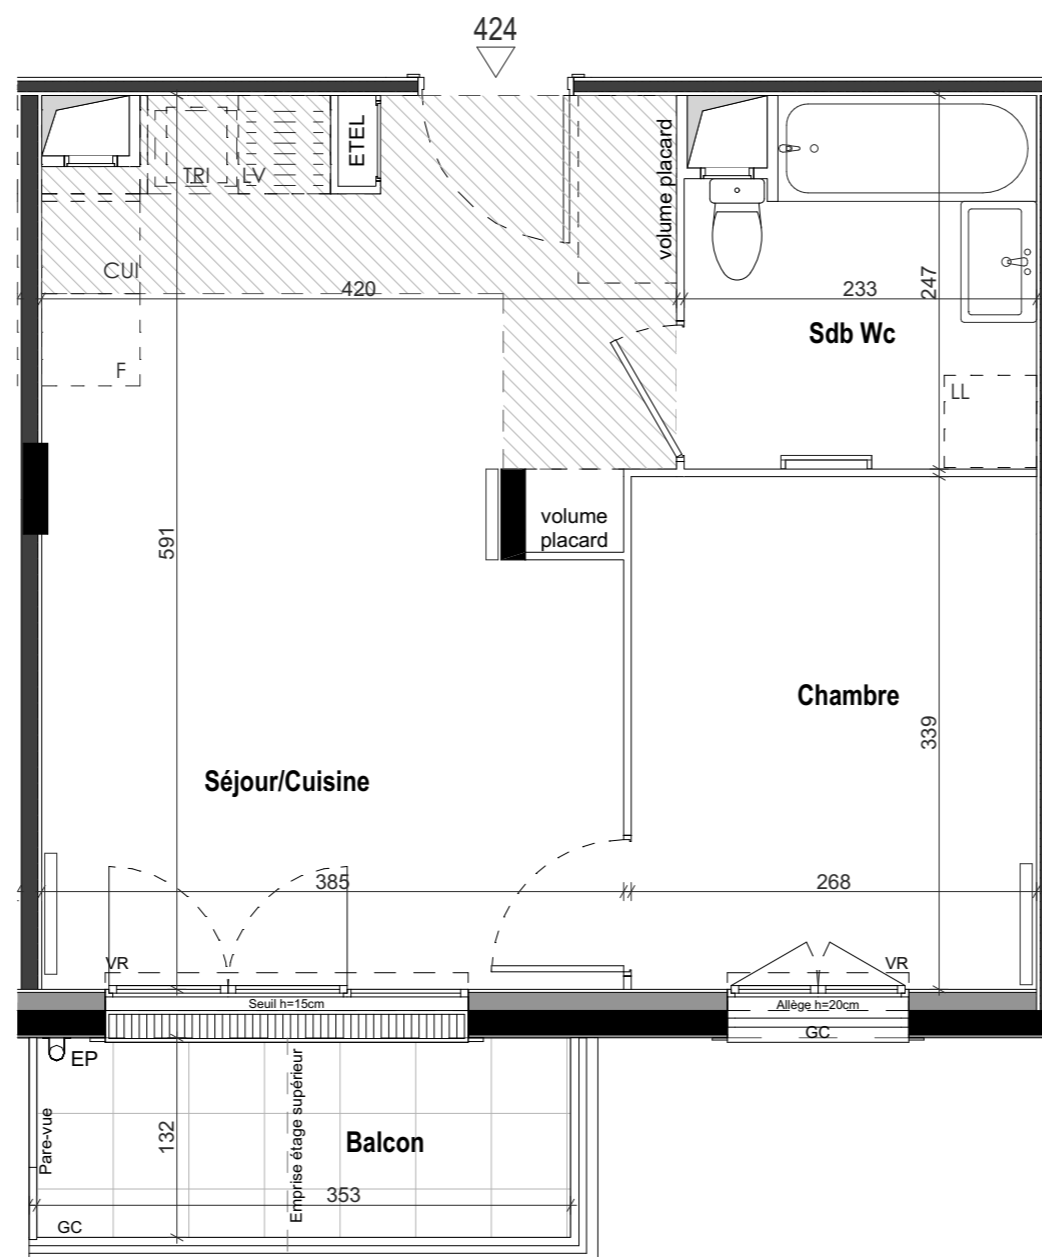 424
ETEL
TRI
LV
volume placard
CUI
420
233
247
Sdb Wc
F
LL
591
volume
placard
Chambre
339
Séjour/Cuisine
385
268
VR
VR
Seuil h=15cm
Allège h=20cm
GC
EP
Pare-vue
132
Emprise étage supérieur
Balcon
353
GC